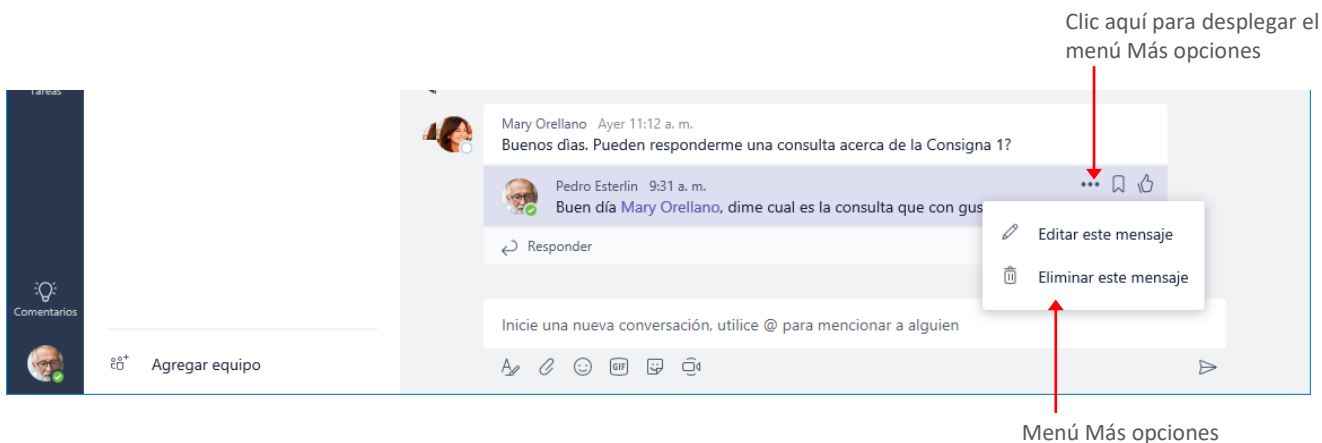 Clic aquí para desplegar el
menú Más opciones
Tareas
Mary Orellano Ayer 11:12 a. m.
Buenos dìas. Pueden responderme una consulta acerca de la Consigna 1?
Pedro Esterlin 9:31 a. m.
Buen día Mary Orellano, dime cual es la consulta que con gus
Responder
Editar este mensaje
Eliminar este mensaje
Comentarios
Inicie una nueva conversación, utilice @ para mencionar a alguien
Agregar equipo
GIF
Menú Más opciones